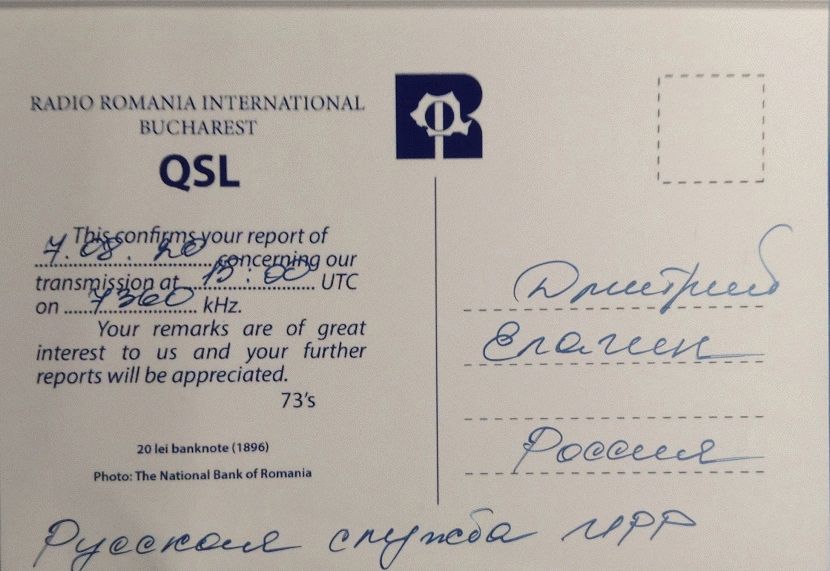 RADIO ROMANIA INTERNATIONAL
BUCHAREST
QSL
This confirms your report of
7.08.20 concerning our
transmission at 15:00 UTC
on 7360 kHz.
Your remarks are of great
interest to us and your further
reports will be appreciated.
73's
20 lei banknote (1896)
Photo: The National Bank of Romania
Дмитрий
Елагин
Россия
Русская служба ИРР